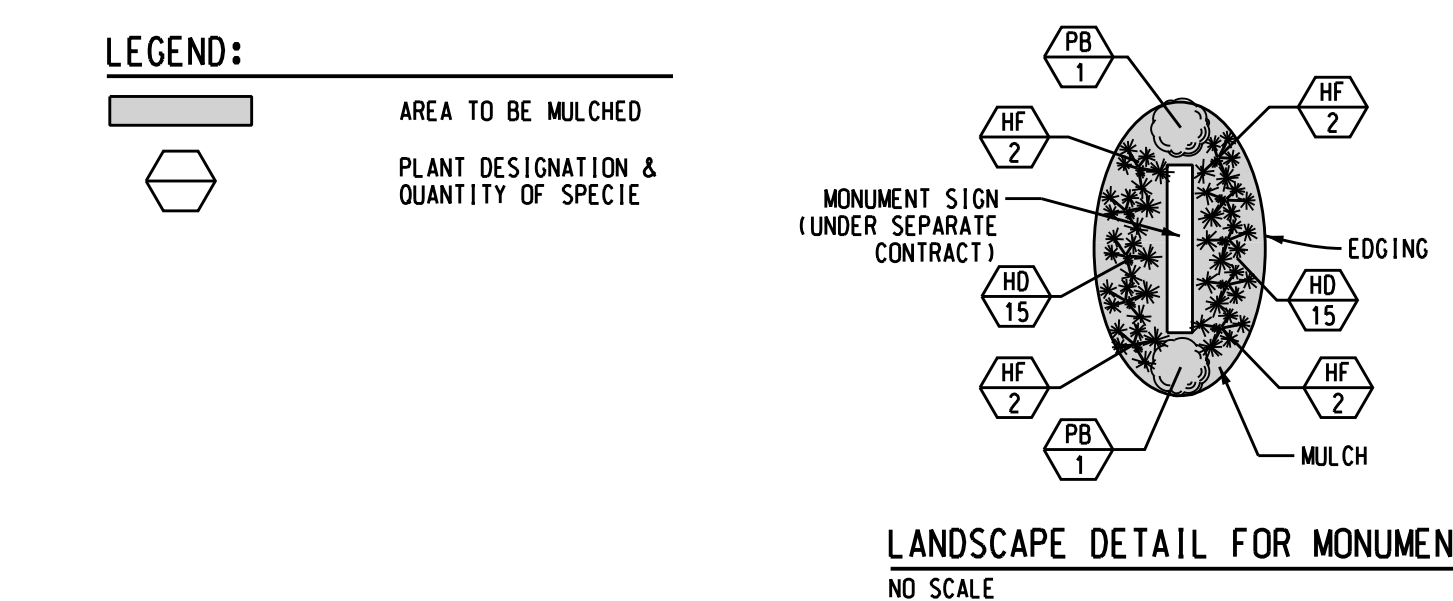 LEGEND:
AREA TO BE MULCHED
PLANT DESIGNATION &
QUANTITY OF SPECIE
PB
1
HF
2
HF
2
MONUMENT SIGN
(UNDER SEPARATE
CONTRACT)
EDGING
HD
15
HD
15
HF
2
HF
2
PB
1
MULCH
LANDSCAPE DETAIL FOR MONUMEN
NO SCALE